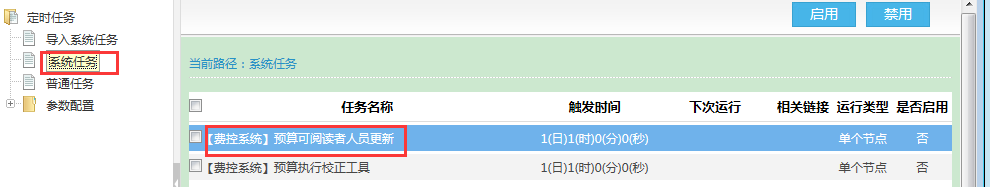 定时任务
导入系统任务
系统任务
普通任务
参数配置
启用 禁用
当前路径：系统任务
任务名称 触发时间 下次运行 相关链接 运行类型 是否启用
【费控系统】预算可阅读者人员更新 1(日)1(时)0(分)0(秒) 单个节点 否
【费控系统】预算执行校正工具 1(日)1(时)0(分)0(秒) 单个节点 否